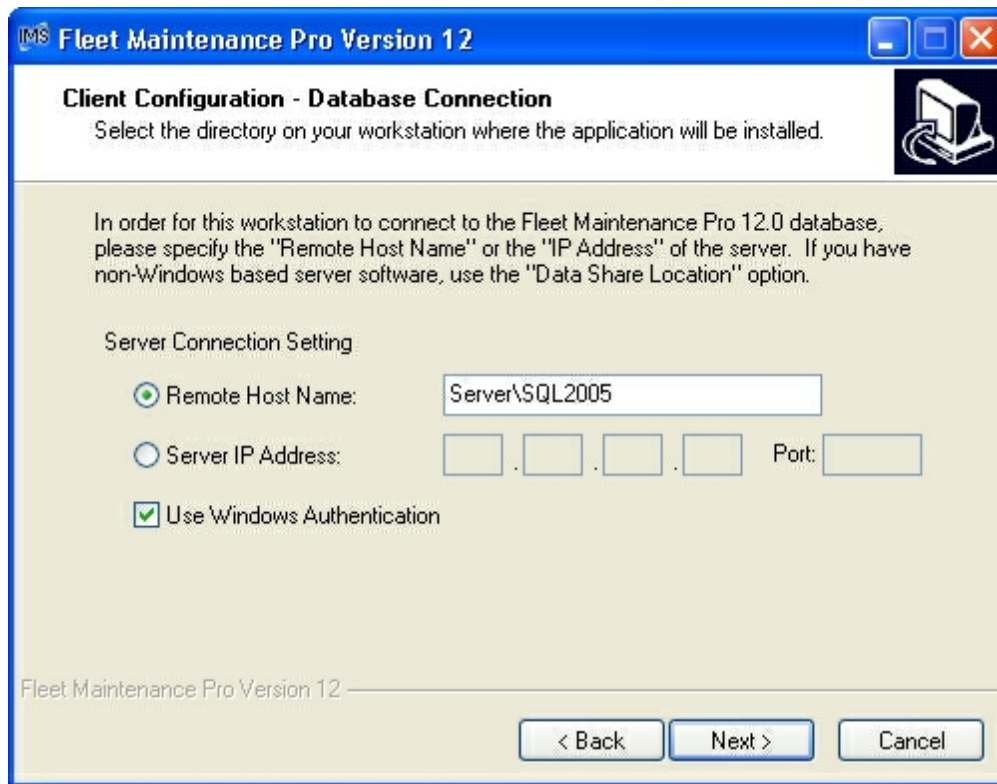 IMS Fleet Maintenance Pro Version 12
Client Configuration - Database Connection
Select the directory on your workstation where the application will be installed.
In order for this workstation to connect to the Fleet Maintenance Pro 12.0 database,
please specify the "Remote Host Name" or the "IP Address" of the server. If you have
non-Windows based server software, use the "Data Share Location" option.
Server Connection Setting
Remote Host Name: Server\SQL2005
Server IP Address: . . . Port:
Use Windows Authentication
Fleet Maintenance Pro Version 12
< Back Next > Cancel